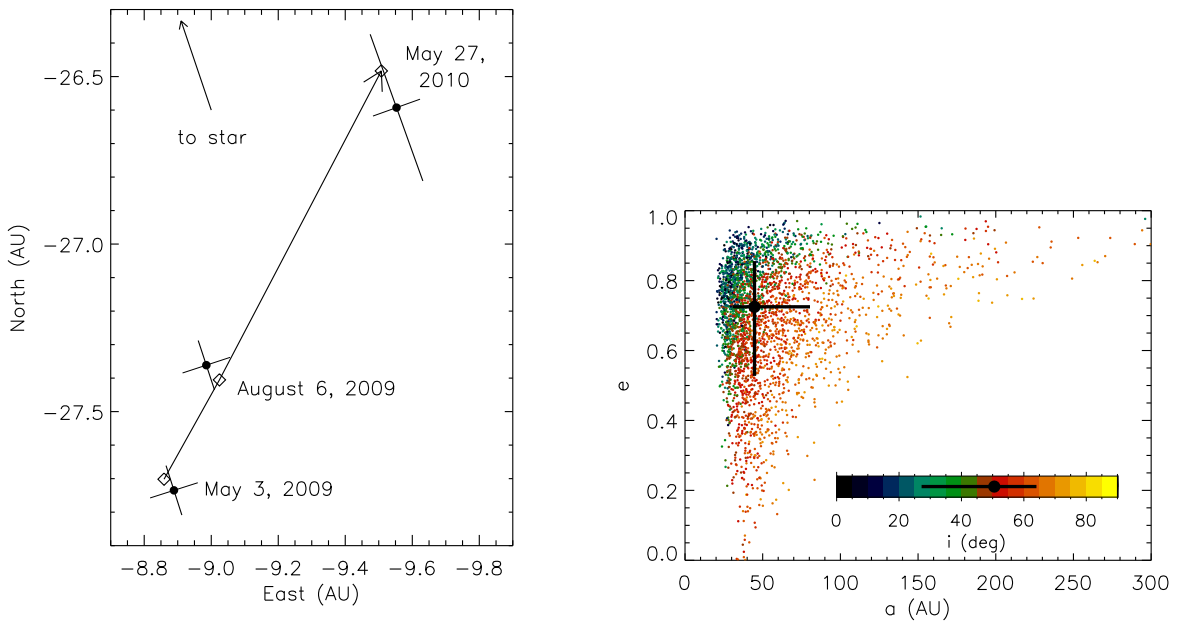 May 27,
2010
to star
August 6, 2009
May 3, 2009
−26.5
−27.0
−27.5
North (AU)
−8.8 −9.0 −9.2 −9.4 −9.6 −9.8
East (AU)
1.0
0.8
0.6
0.4
0.2
0.0
e
0 20 40 60 80
i (deg)
0 50 100 150 200 250 300
a (AU)